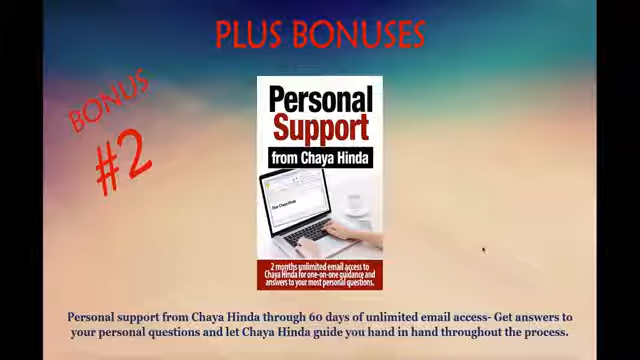 PLUS BONUSES
BONUS
#2
Personal
Support
from Chaya Hinda
2 months unlimited email access to
Chaya Hinda for one-on-one guidance and
answers to your most personal questions.
Personal support from Chaya Hinda through 60 days of unlimited email access- Get answers to
your personal questions and let Chaya Hinda guide you hand in hand throughout the process.